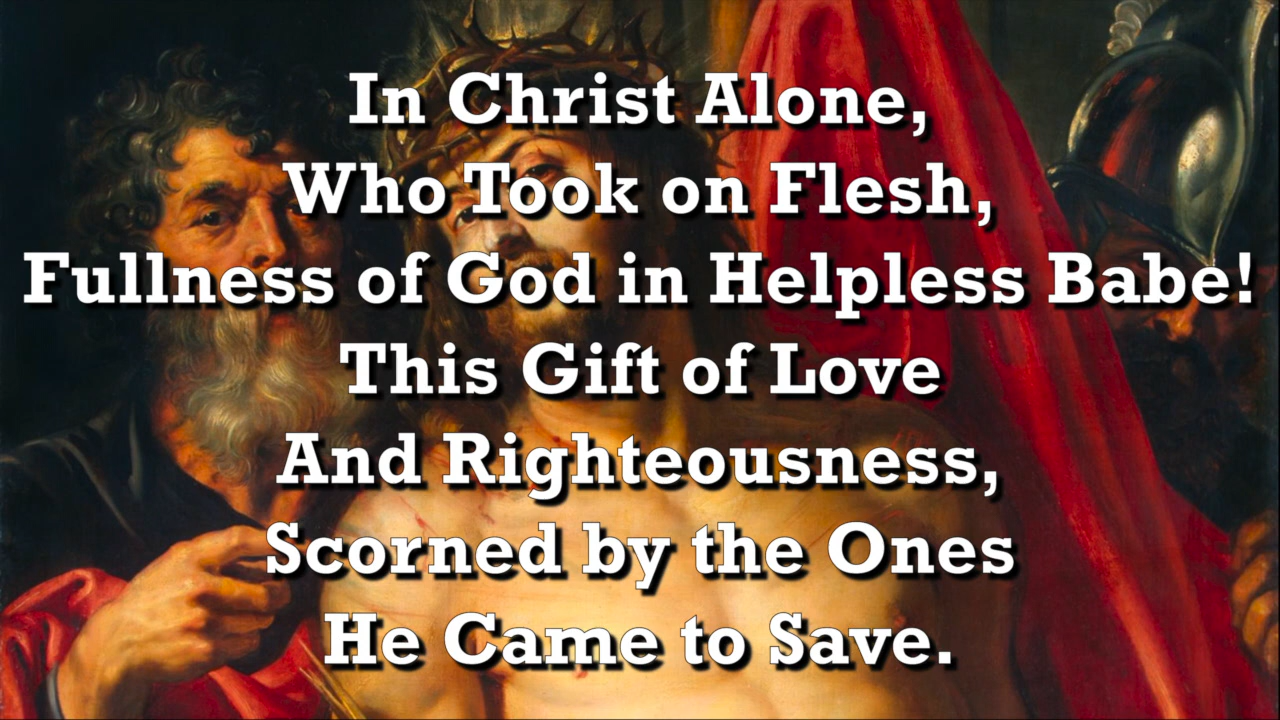 In Christ Alone,
Who Took on Flesh,
Fullness of God in Helpless Babe!
This Gift of Love
And Righteousness,
Scorned by the Ones
He Came to Save.